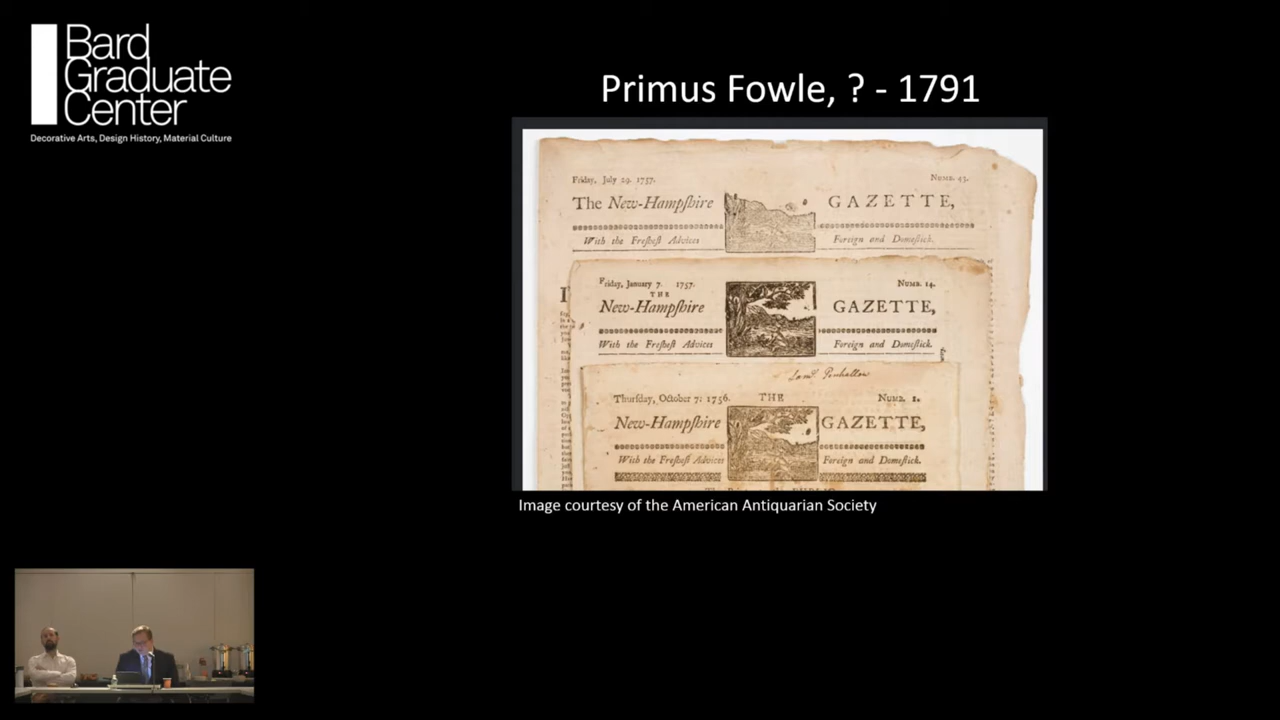 Bard
Graduate
Center
Decorative Arts, Design History, Material Culture
Primus Fowle, ? - 1791
Friday, July 29. 1757.
NUMB. 43.
The New-Hampſhire
GAZETTE,
With the Freſheſt Advices
Foreign and Domeſtick.
Friday, January 7. 1757.
NUMB. 14.
THE
New-Hampſhire
GAZETTE,
With the Freſheſt Advices
Foreign and Domeſtick.
Thurſday, October 7. 1756.
THE
NUMB. 1.
New-Hampſhire
GAZETTE,
With the Freſheſt Advices
Foreign and Domeſtick.
Image courtesy of the American Antiquarian Society